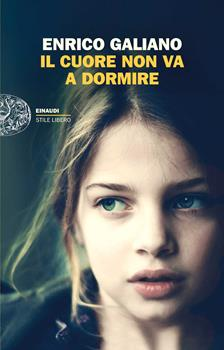 ENRICO GALIANO
IL CUORE NON VA
A DORMIRE
EINAUDI
STILE LIBERO